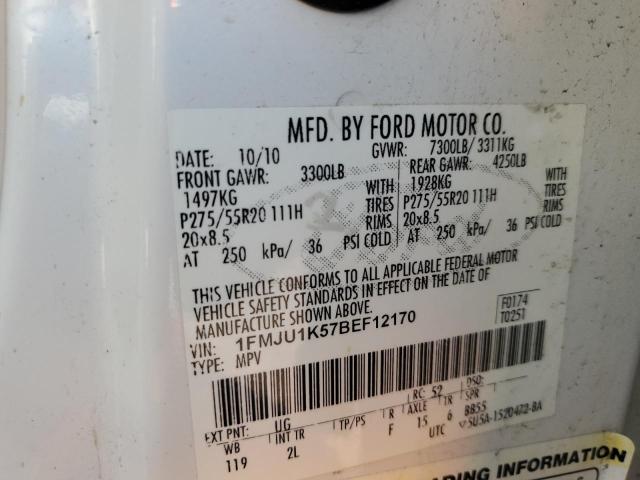 MFD. BY FORD MOTOR CO.
DATE: 10/10 GVWR: 7300LB/ 3311KG
FRONT GAWR: 3300LB REAR GAWR: 4250LB
1497KG WITH 1928KG WITH
P275/55R20 111H TIRES P275/55R20 111H TIRES
20x8.5 RIMS 20x8.5 RIMS
AT 250 kPa/ 36 PSI COLD AT 250 kPa/ 36 PSI COLD
THIS VEHICLE CONFORMS TO ALL APPLICABLE FEDERAL MOTOR
VEHICLE SAFETY STANDARDS IN EFFECT ON THE DATE OF
MANUFACTURE SHOWN ABOVE.
VIN: 1FMJU1K57BEF12170 F0174
TYPE: MPV T0251
RC: 52 DSO:
EXT PNT: UG
WB INT TR TP/PS R AXLE TR SPR
119 2L F 15 6 BB55
UTC 5U5A-1520472-BA
ADING INFORMATION